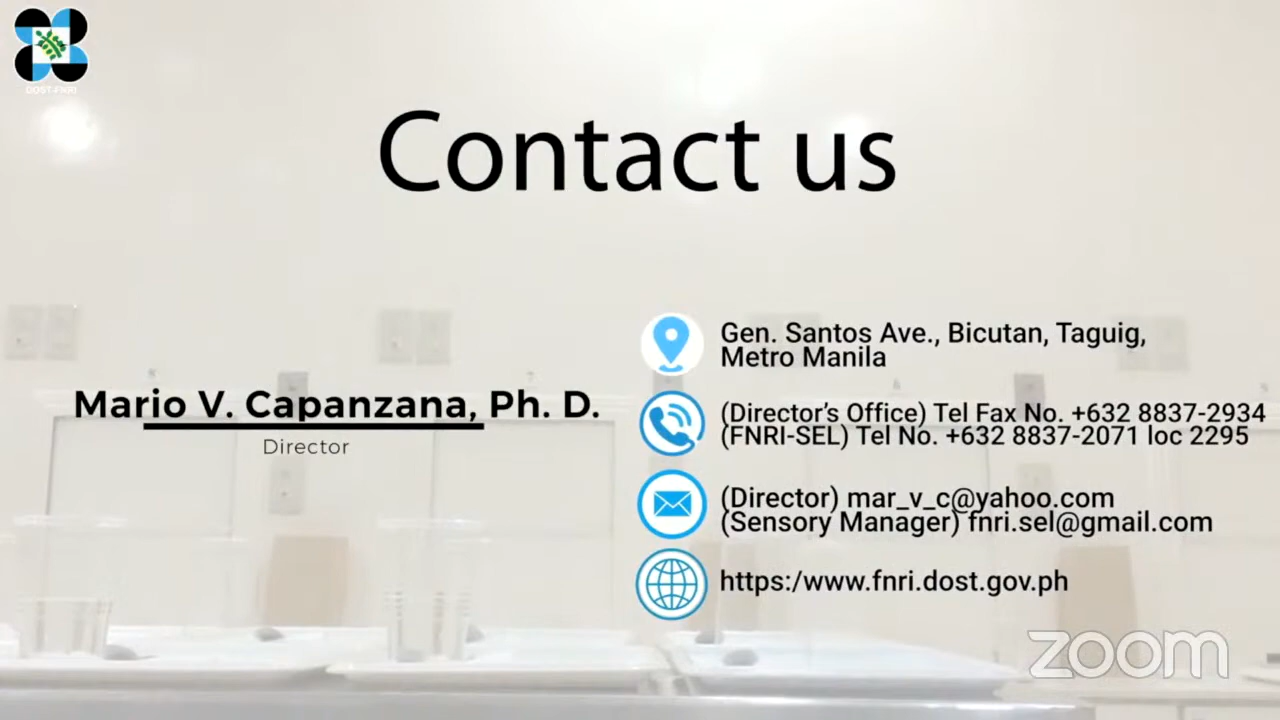 DOST-FNRI
Contact us
Mario V. Capanzana, Ph. D.
Director
Gen. Santos Ave., Bicutan, Taguig,
Metro Manila
(Director’s Office) Tel Fax No. +632 8837-2934
(FNRI-SEL) Tel No. +632 8837-2071 loc 2295
(Director) mar_v_c@yahoo.com
(Sensory Manager) fnri.sel@gmail.com
https:/www.fnri.dost.gov.ph
zoom